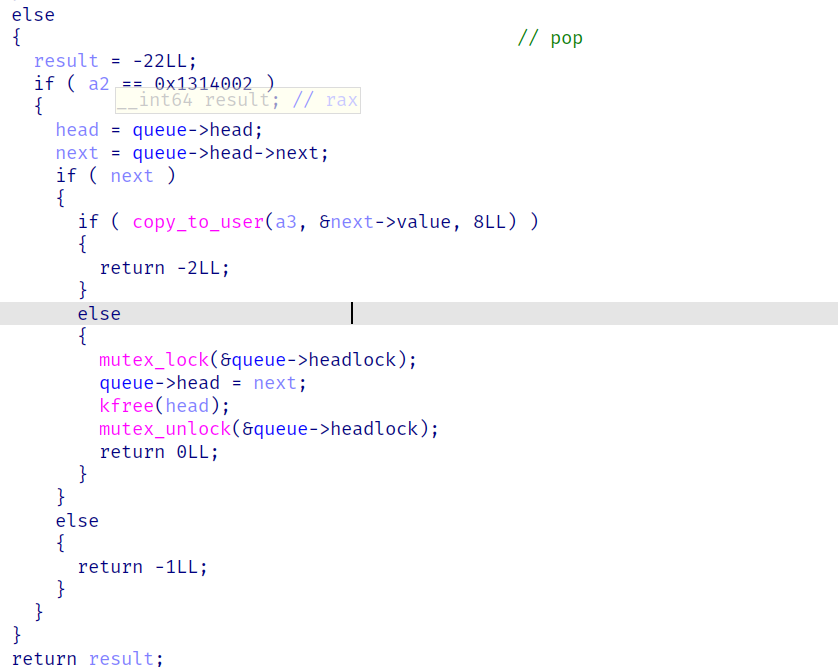 else
{ // pop
result = -22LL;
if ( a2 == 0x1314002 )
__int64 result; // rax
{
head = queue->head;
next = queue->head->next;
if ( next )
{
if ( copy_to_user(a3, &next->value, 8LL) )
{
return -2LL;
}
else
{
mutex_lock(&queue->headlock);
queue->head = next;
kfree(head);
mutex_unlock(&queue->headlock);
return 0LL;
}
}
else
{
return -1LL;
}
}
}
return result;